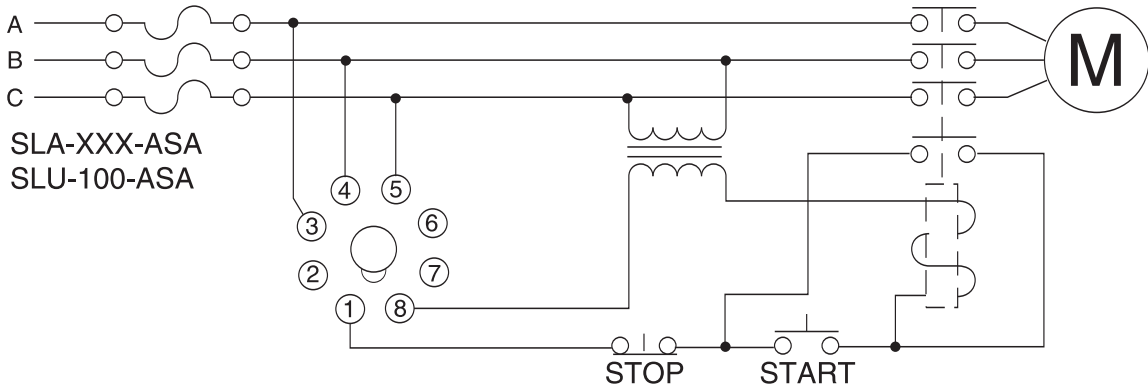 A
B
C
M
SLA-XXX-ASA
SLU-100-ASA
4
5
3
6
2
7
1
8
STOP
START